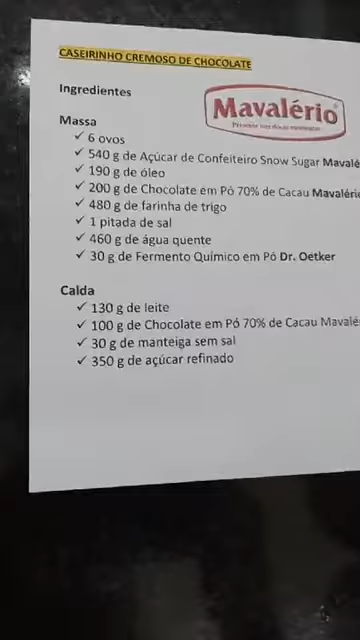 CASEIRINHO CREMOSO DE CHOCOLATE
Ingredientes
Mavalério®
Massa
✓ 6 ovos
✓ 540 g de Açúcar de Confeiteiro Snow Sugar Mavalé
✓ 190 g de óleo
✓ 200 g de Chocolate em Pó 70% de Cacau Mavalério
✓ 480 g de farinha de trigo
✓ 1 pitada de sal
✓ 460 g de água quente
✓ 30 g de Fermento Químico em Pó Dr. Oetker
Calda
✓ 130 g de leite
✓ 100 g de Chocolate em Pó 70% de Cacau Mavalé
✓ 30 g de manteiga sem sal
✓ 350 g de açúcar refinado